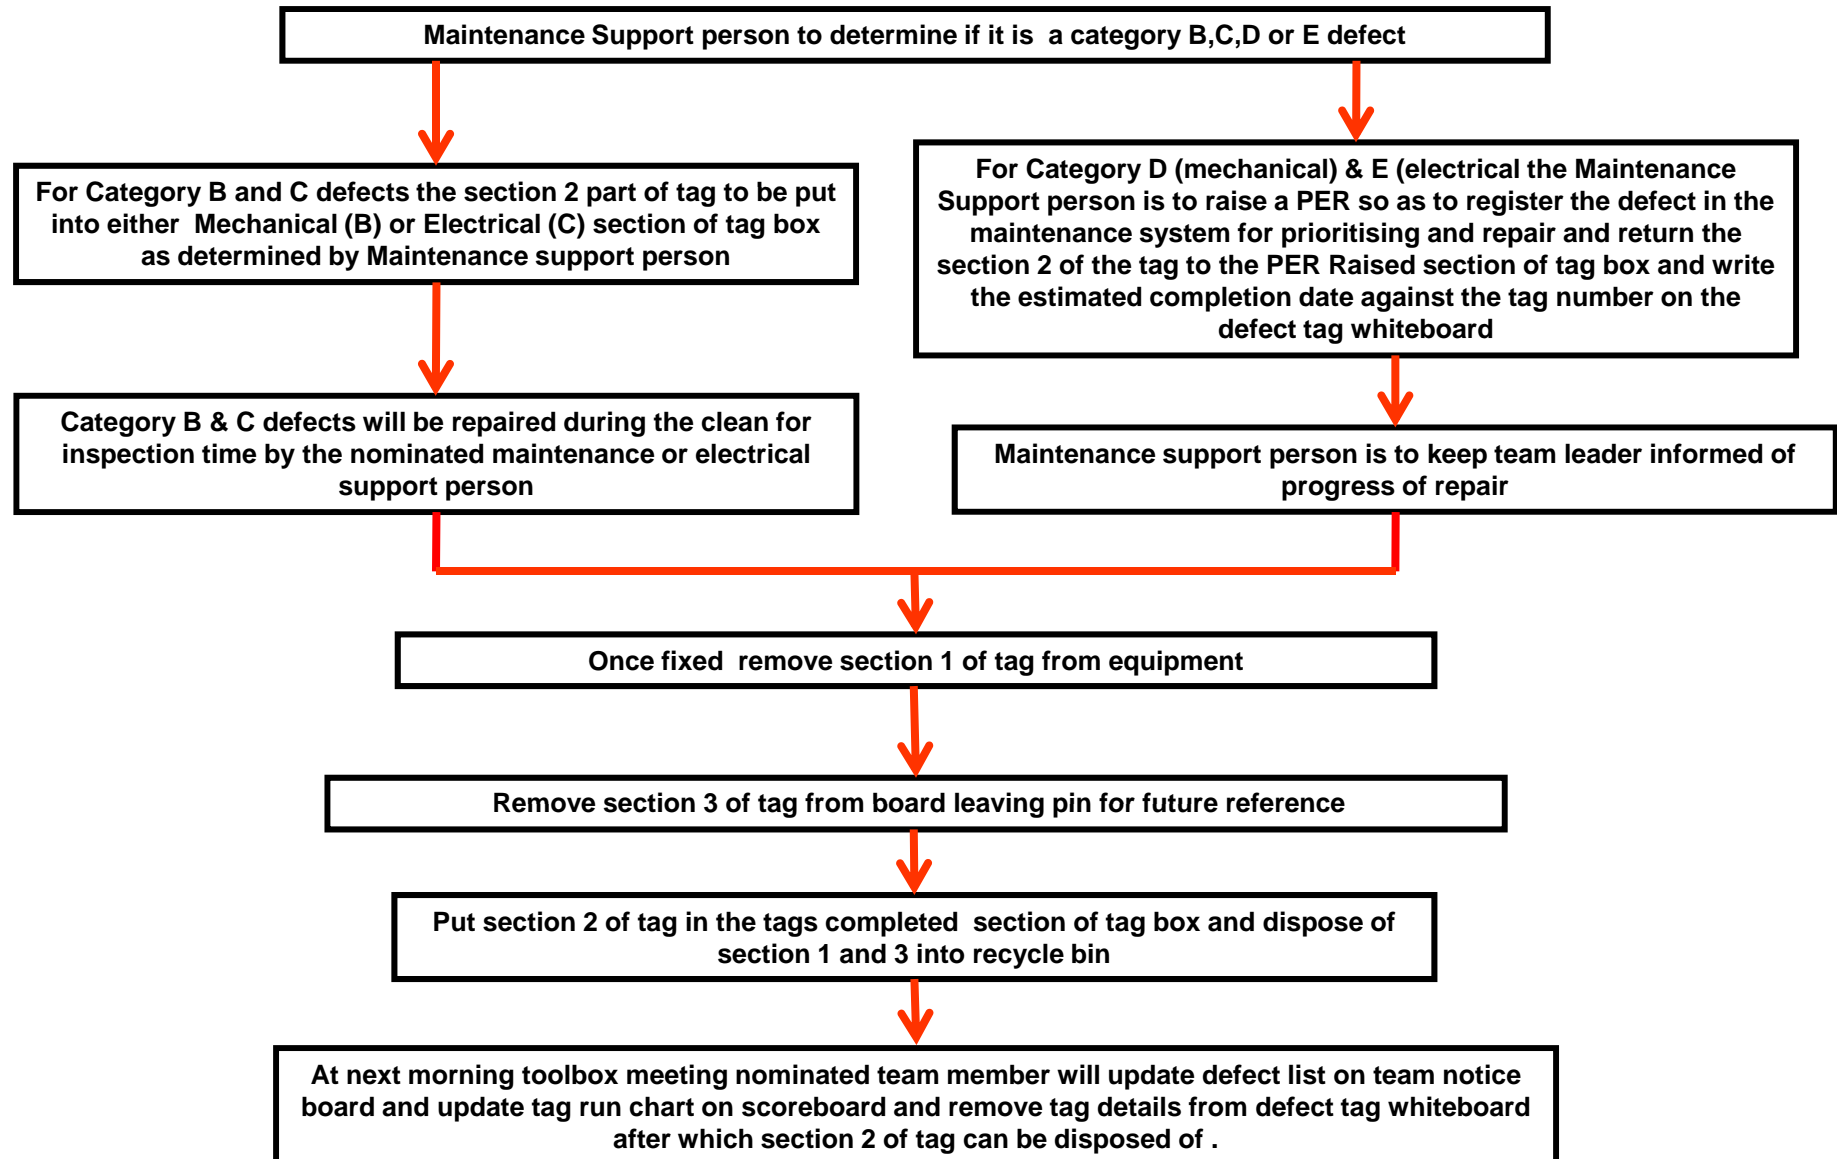 Maintenance Support person to determine if it is  a category B,C,D or E defect
For Category B and C defects the section 2 part of tag to be put
into either  Mechanical (B) or Electrical (C) section of tag box
as determined by Maintenance support person
For Category D (mechanical) & E (electrical the Maintenance
Support person is to raise a PER so as to register the defect in the
maintenance system for prioritising and repair and return the
section 2 of the tag to the PER Raised section of tag box and write
the estimated completion date against the tag number on the
defect tag whiteboard
Category B & C defects will be repaired during the clean for
inspection time by the nominated maintenance or electrical
support person
Maintenance support person is to keep team leader informed of
progress of repair
Once fixed  remove section 1 of tag from equipment
Remove section 3 of tag from board leaving pin for future reference
Put section 2 of tag in the tags completed  section of tag box and dispose of
section 1 and 3 into recycle bin
At next morning toolbox meeting nominated team member will update defect list on team notice
board and update tag run chart on scoreboard and remove tag details from defect tag whiteboard
after which section 2 of tag can be disposed of .